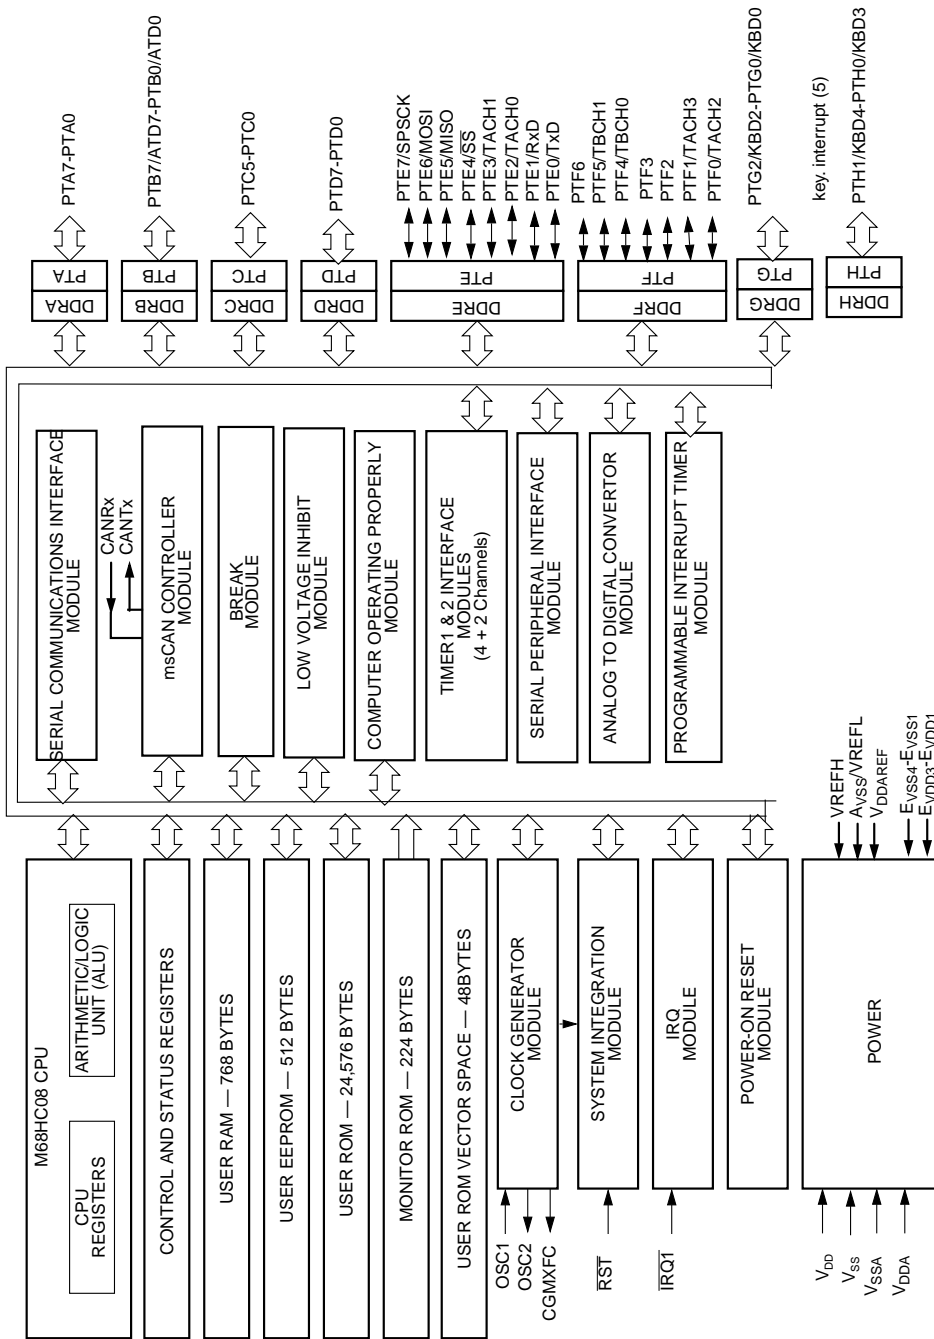 M68HC08 CPU
CPU
REGISTERS
ARITHMETIC/LOGIC
UNIT (ALU)
CONTROL AND STATUS REGISTERS
USER RAM — 768 BYTES
USER EEPROM — 512 BYTES
USER ROM — 24,576 BYTES
MONITOR ROM — 224 BYTES
USER ROM VECTOR SPACE — 48BYTES
OSC1
OSC2
CGMXFC
CLOCK GENERATOR
MODULE
RST
SYSTEM INTEGRATION
MODULE
IRQ1
IRQ
MODULE
POWER-ON RESET
MODULE
VDD
VSS
VSSA
VDDA
POWER
VREFH
AVSS/VREFL
VDDAREF
EVSS4-EVSS1
EVDD3-EVDD1
SERIAL COMMUNICATIONS INTERFACE
MODULE
CANRx
CANTx
msCAN CONTROLLER
MODULE
BREAK
MODULE
LOW VOLTAGE INHIBIT
MODULE
COMPUTER OPERATING PROPERLY
MODULE
TIMER1 & 2 INTERFACE
MODULES
(4 + 2 Channels)
SERIAL PERIPHERAL INTERFACE
MODULE
ANALOG TO DIGITAL CONVERTOR
MODULE
PROGRAMMABLE INTERRUPT TIMER
MODULE
DDRA
PTA
PTA7-PTA0
DDRB
PTB
PTB7/ATD7-PTB0/ATD0
DDRC
PTC
PTC5-PTC0
DDRD
PTD
PTD7-PTD0
DDRE
PTE
PTE7/SPSCK
PTE6/MOSI
PTE5/MISO
PTE4/SS
PTE3/TACH1
PTE2/TACH0
PTE1/RxD
PTE0/TxD
DDRF
PTF
PTF6
PTF5/TBCH1
PTF4/TBCH0
PTF3
PTF2
PTF1/TACH3
PTF0/TACH2
DDRG
PTG
PTG2/KBD2-PTG0/KBD0
key. interrupt (5)
DDRH
PTH
PTH1/KBD4-PTH0/KBD3